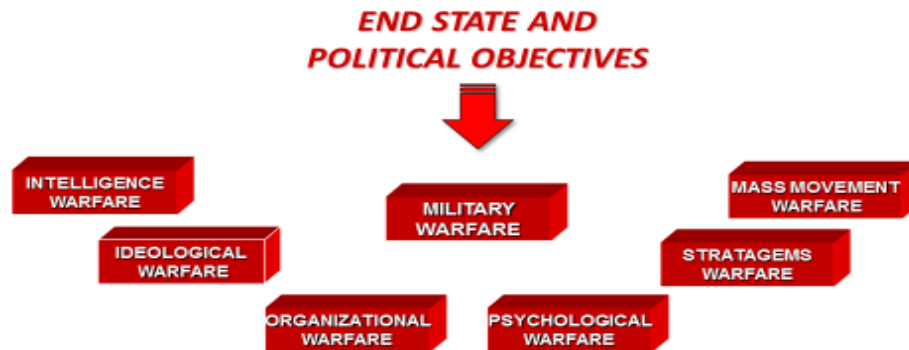 END STATE AND
POLITICAL OBJECTIVES
INTELLIGENCE
WARFARE
IDEOLOGICAL
WARFARE
ORGANIZATIONAL
WARFARE
MILITARY
WARFARE
PSYCHOLOGICAL
WARFARE
STRATAGEMS
WARFARE
MASS MOVEMENT
WARFARE